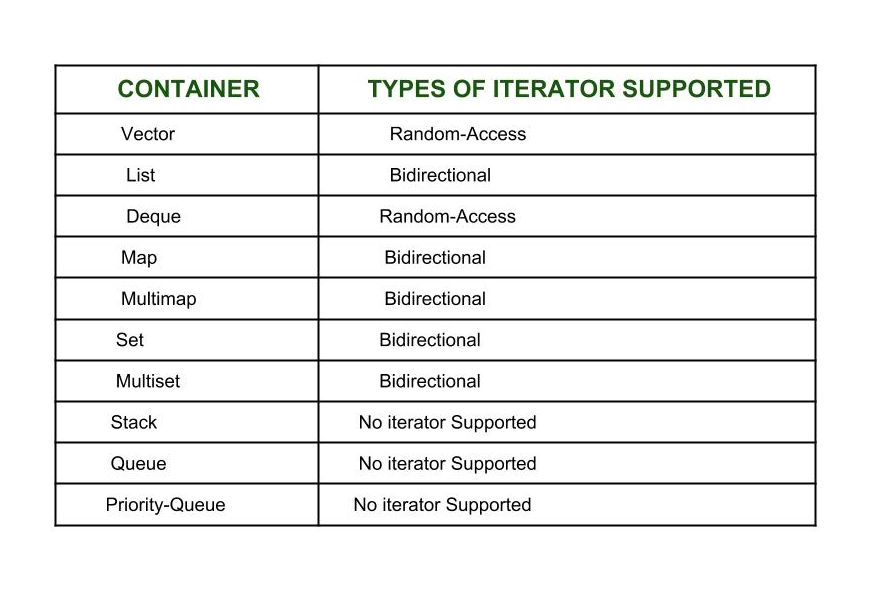 CONTAINER TYPES OF ITERATOR SUPPORTED
Vector Random-Access
List Bidirectional
Deque Random-Access
Map Bidirectional
Multimap Bidirectional
Set Bidirectional
Multiset Bidirectional
Stack No iterator Supported
Queue No iterator Supported
Priority-Queue No iterator Supported